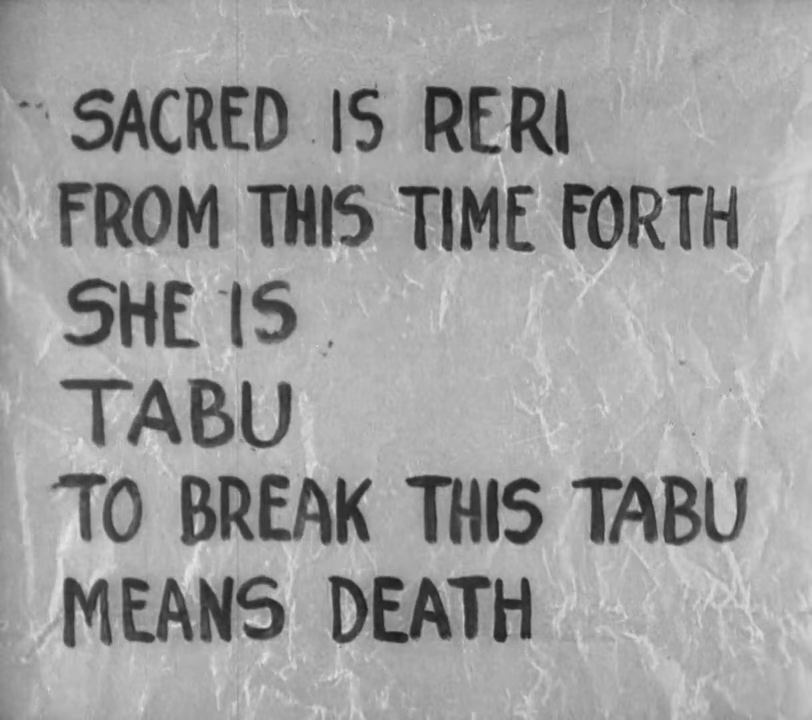 SACRED IS RERI
FROM THIS TIME FORTH
SHE IS
TABU
TO BREAK THIS TABU
MEANS DEATH